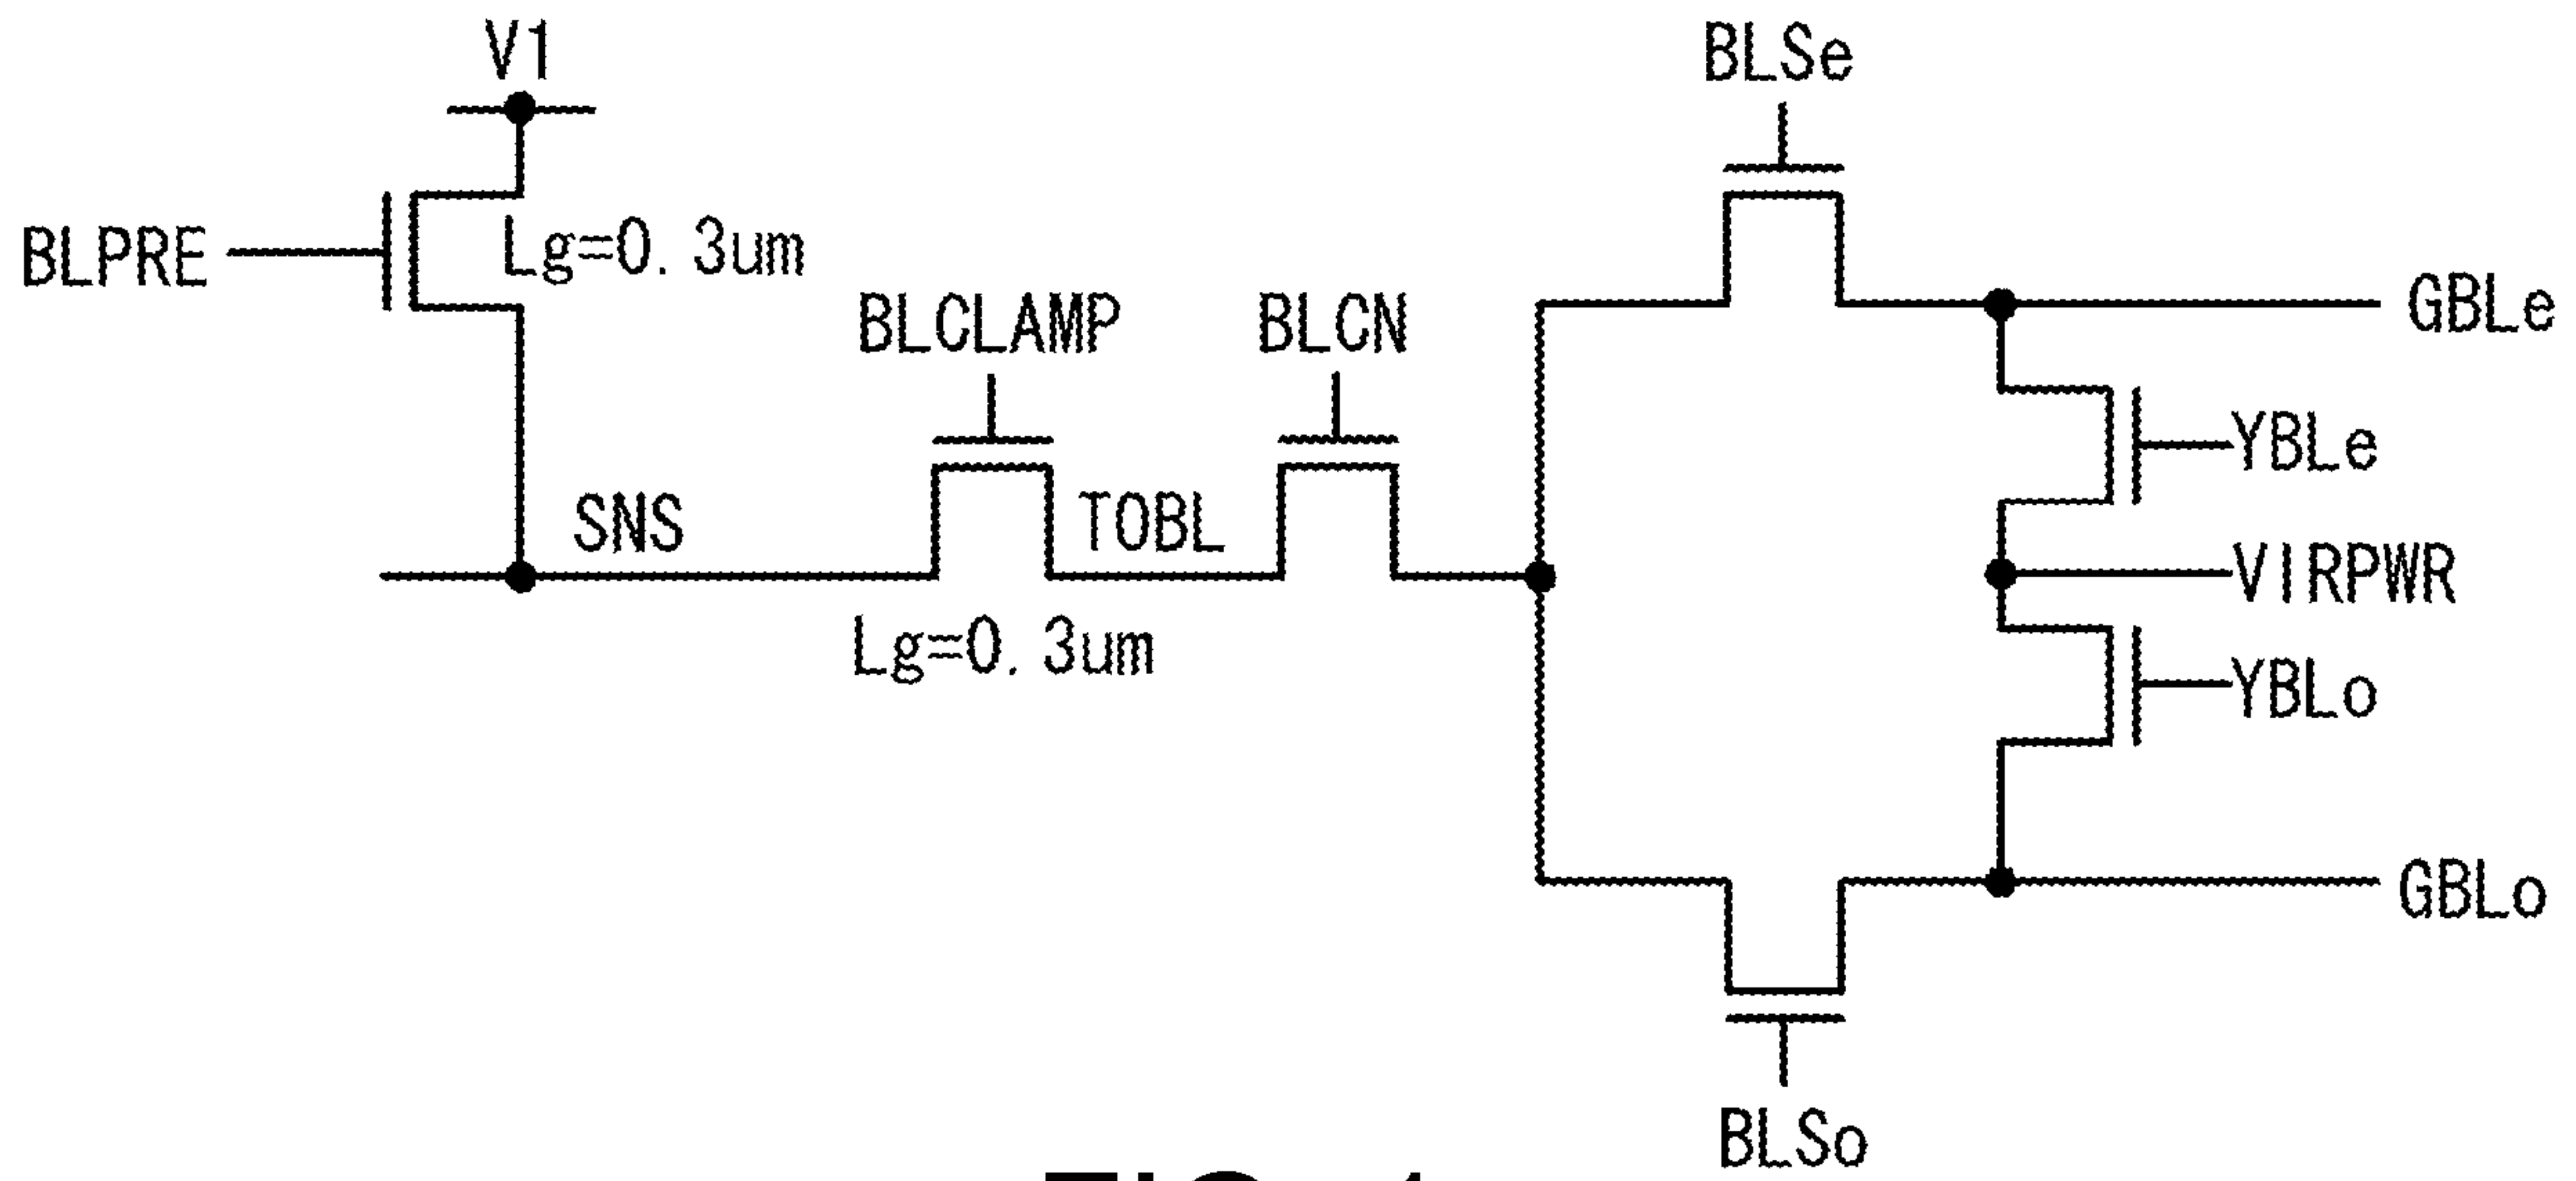 V1
BLSe
BLPRE
Lg=0.3um
BLCLAMP
BLCN
GBLe
YBLe
SNS
TOBL
VIRPWR
Lg=0.3um
YBLo
GBLo
BLSo